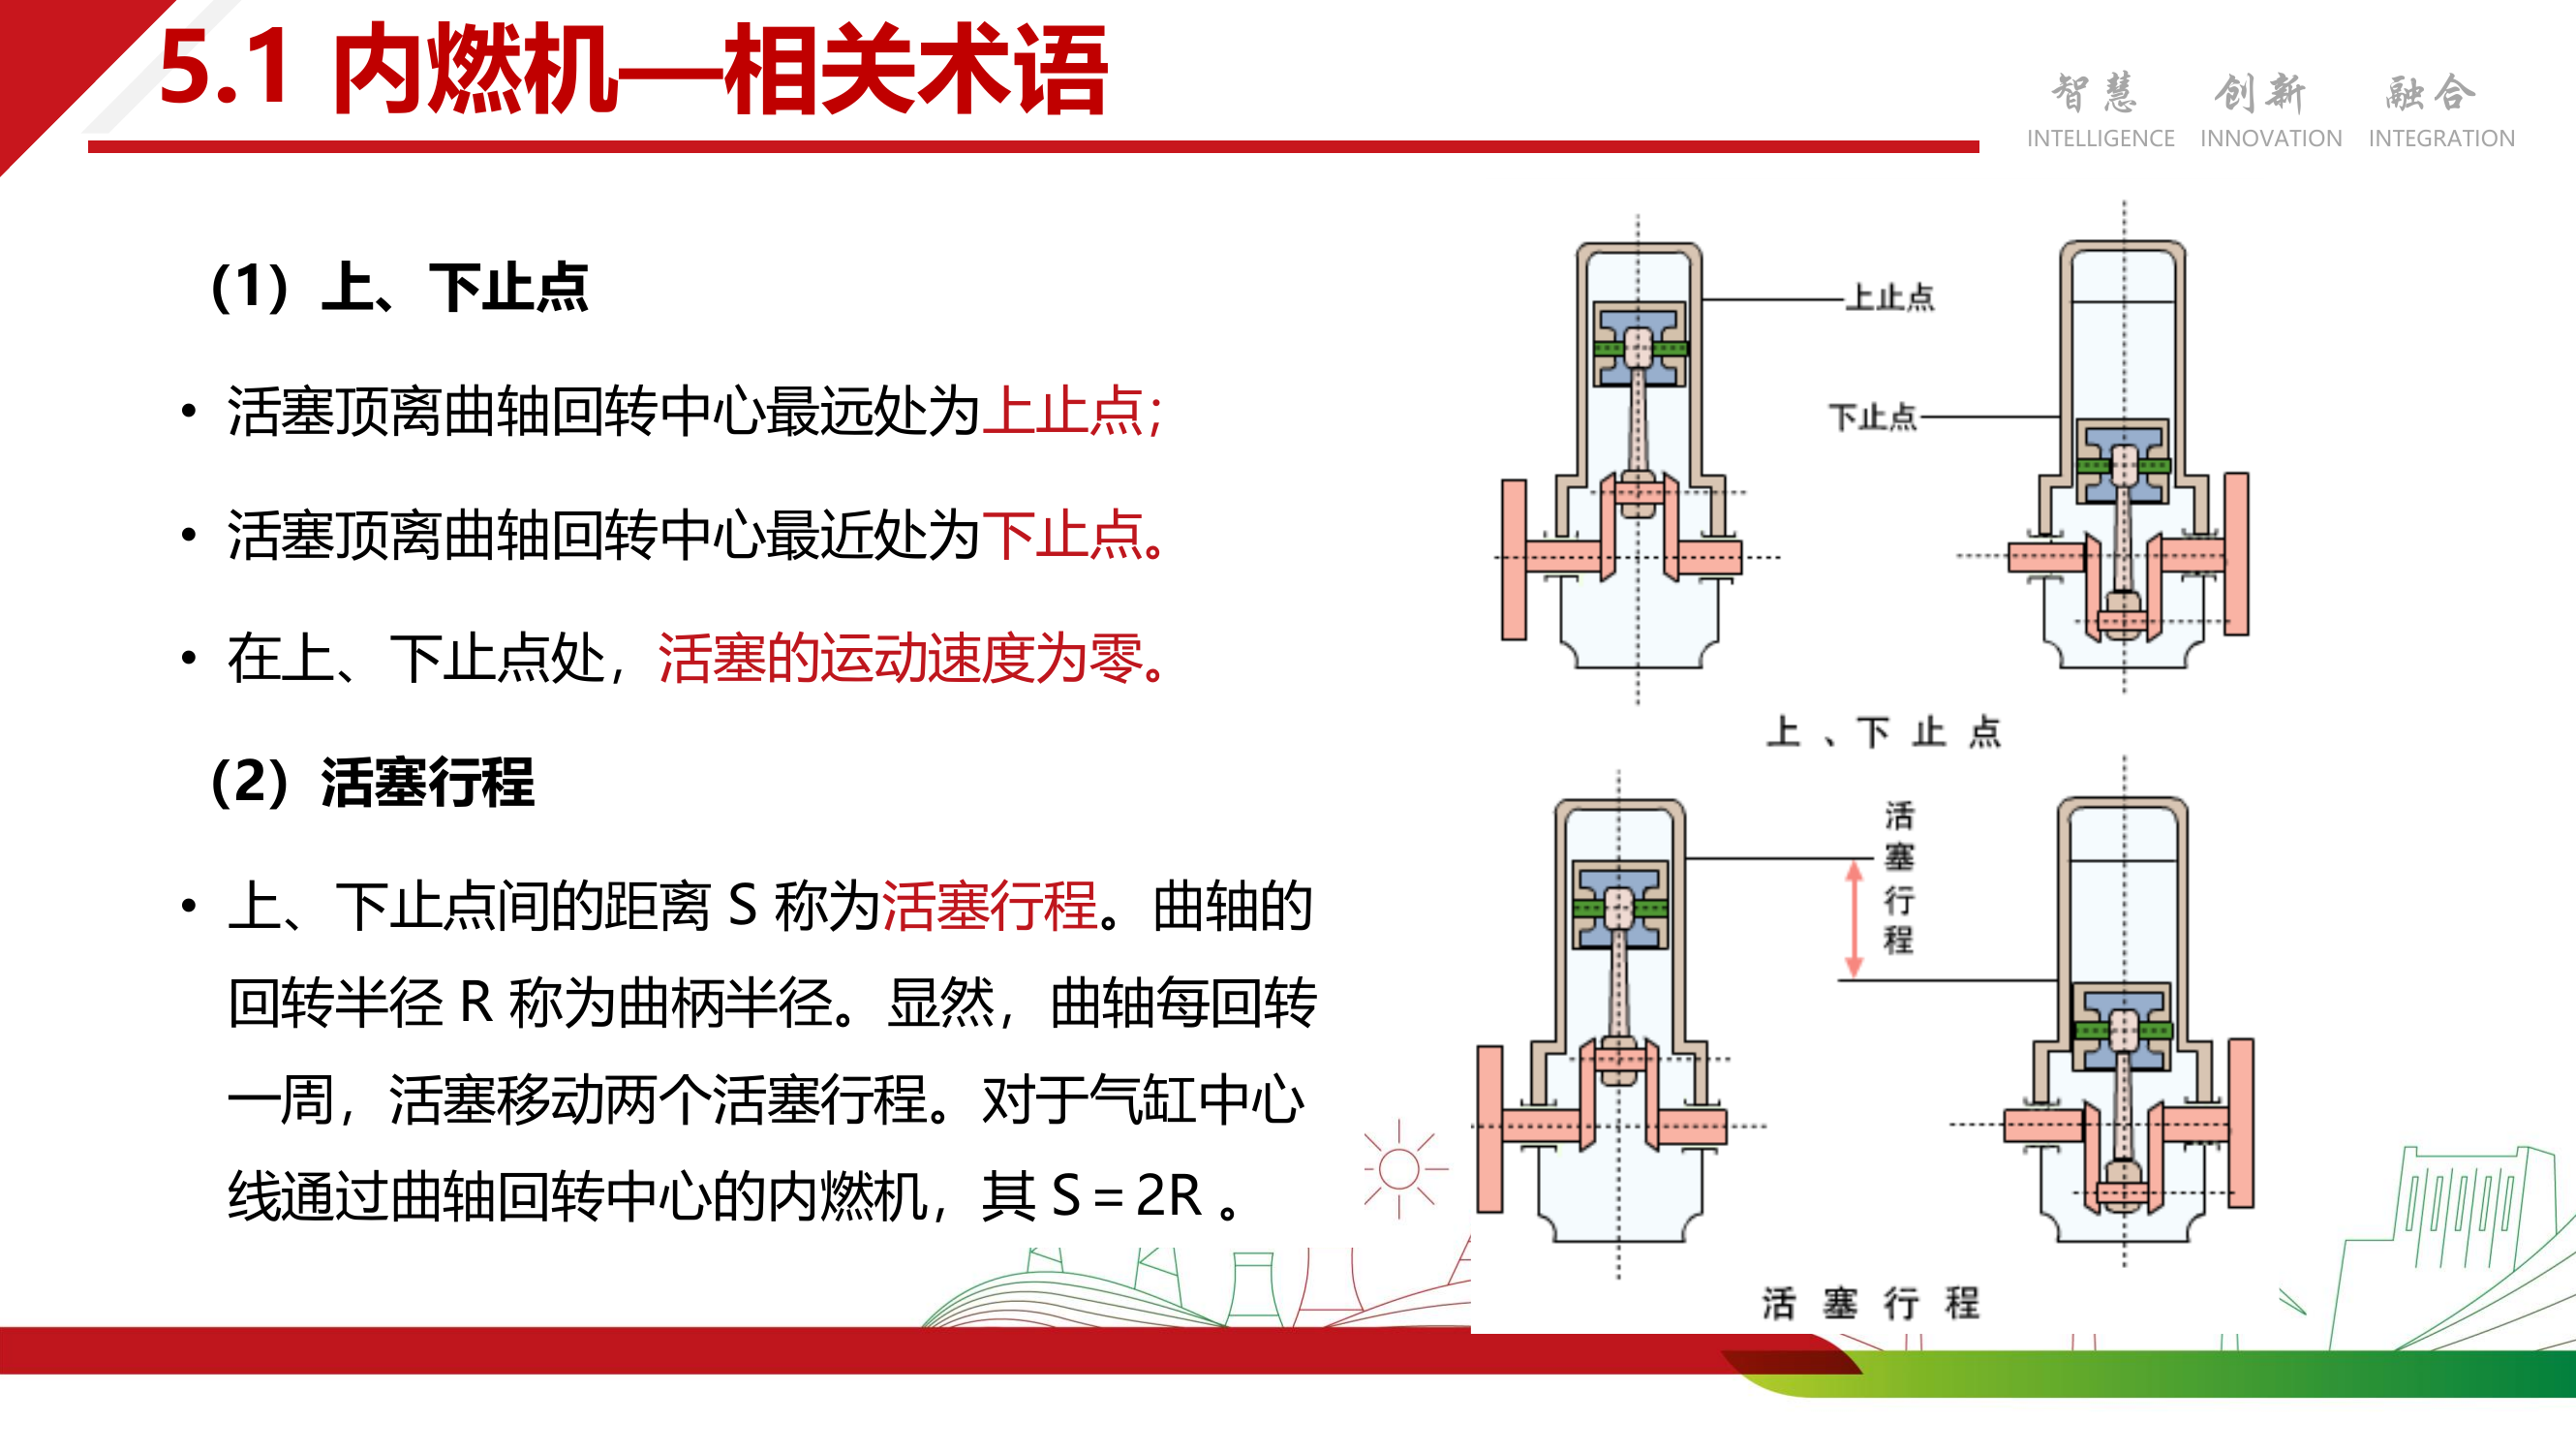 5.1 内燃机—相关术语
智慧 创新 融合
INTELLIGENCE INNOVATION INTEGRATION
（1）上、下止点
• 活塞顶离曲轴回转中心最远处为上止点；
• 活塞顶离曲轴回转中心最近处为下止点。
• 在上、下止点处，活塞的运动速度为零。
（2）活塞行程
• 上、下止点间的距离 S 称为活塞行程。曲轴的
回转半径 R 称为曲柄半径。显然，曲轴每回转
一周，活塞移动两个活塞行程。对于气缸中心
线通过曲轴回转中心的内燃机，其 S = 2R 。
上止点
下止点
上 、下 止 点
活
塞
行
程
活 塞 行 程